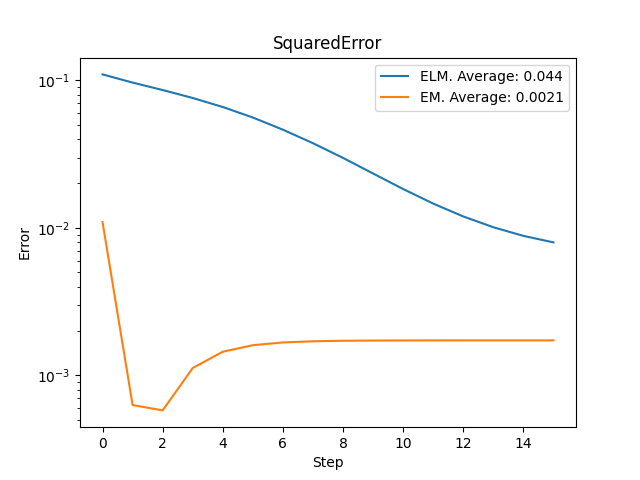 SquaredError
ELM. Average: 0.044
EM. Average: 0.0021
10⁻¹
10⁻²
10⁻³
Error
0 2 4 6 8 10 12 14
Step